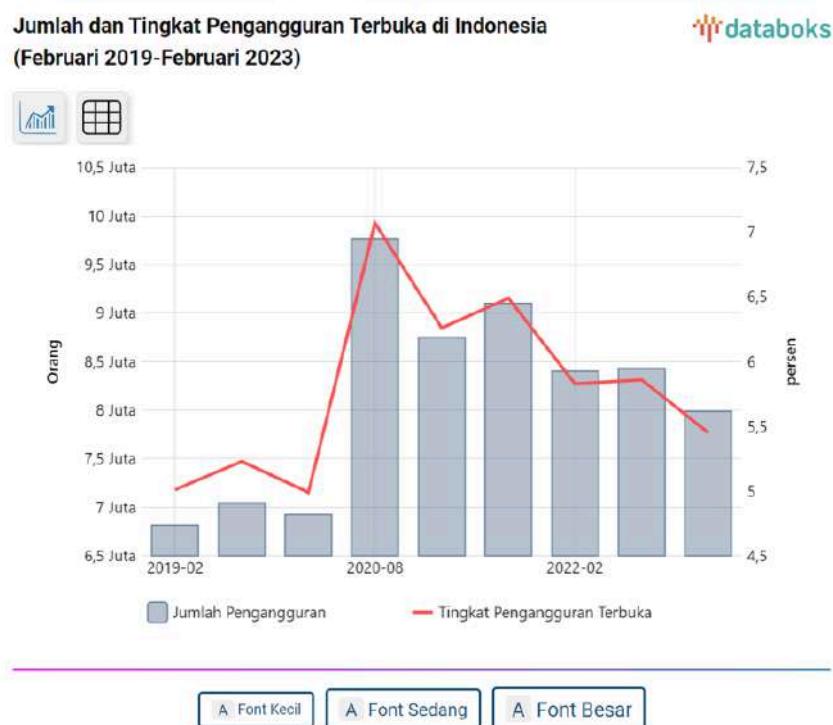 Jumlah dan Tingkat Pengangguran Terbuka di Indonesia
(Februari 2019-Februari 2023)
databoks
10,5 Juta
10 Juta
9,5 Juta
9 Juta
8,5 Juta
8 Juta
7,5 Juta
7 Juta
6,5 Juta
Orang
7,5
7
6,5
6
5,5
5
4,5
persen
2019-02
2020-08
2022-02
Jumlah Pengangguran
Tingkat Pengangguran Terbuka
A Font Kecil
A Font Sedang
A Font Besar